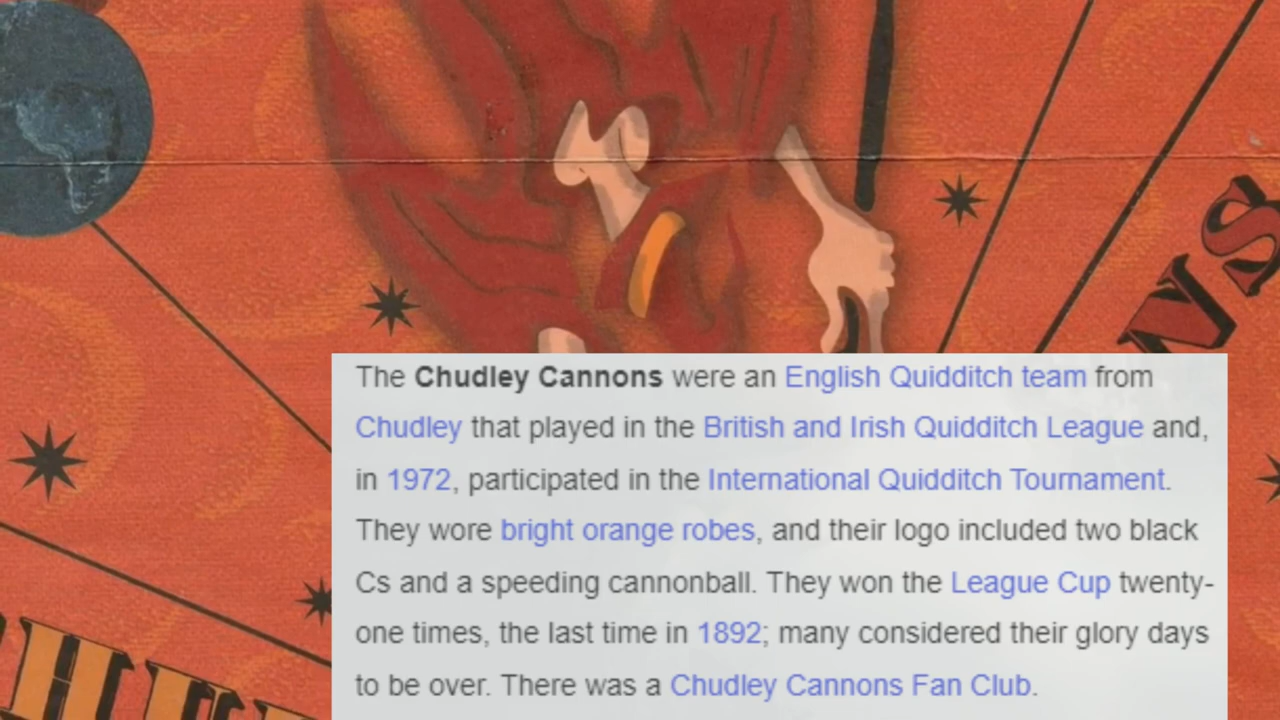 NS
THE
The Chudley Cannons were an English Quidditch team from
Chudley that played in the British and Irish Quidditch League and,
in 1972, participated in the International Quidditch Tournament.
They wore bright orange robes, and their logo included two black
Cs and a speeding cannonball. They won the League Cup twenty-
one times, the last time in 1892; many considered their glory days
to be over. There was a Chudley Cannons Fan Club.